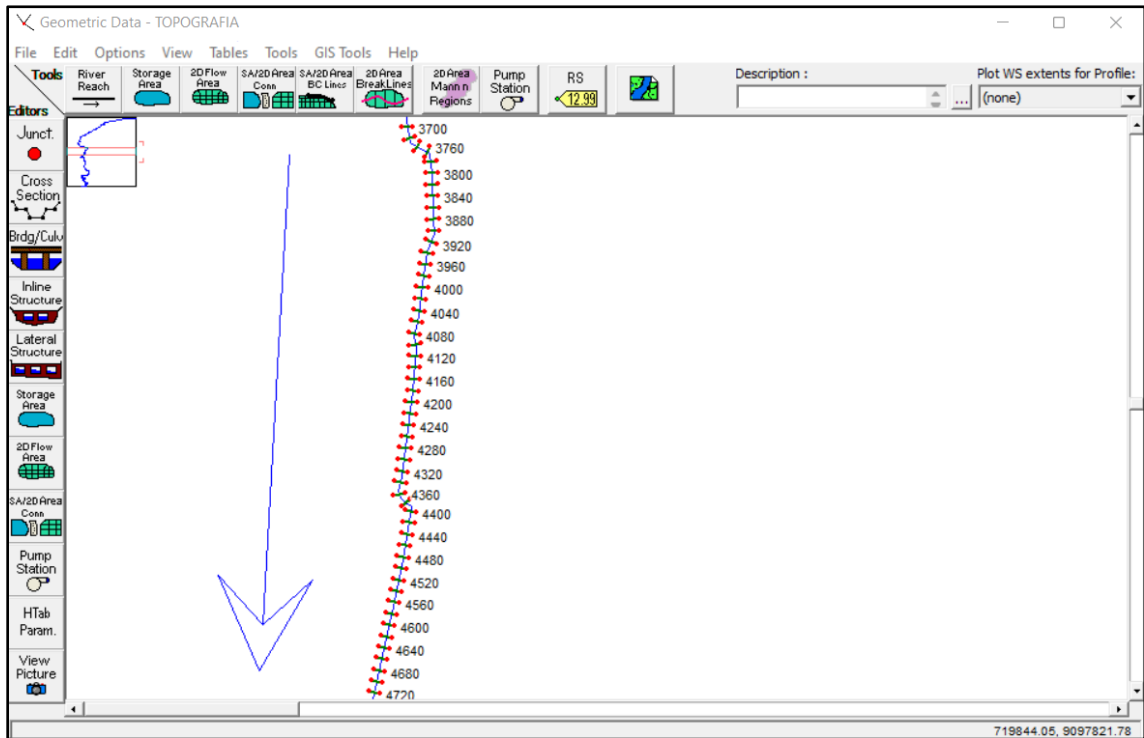 Geometric Data - TOPOGRAFIA
File Edit Options View Tables Tools GIS Tools Help
Tools
Editors
River
Reach
Storage
Area
2D Flow
Area
SA/2D Area
Conn
SA/2D Area
BC Lines
2D Area
BreakLines
2D Area
Mann n
Regions
Pump
Station
RS
12.99
Description :
...
Plot WS extents for Profile:
(none)
Junct.
Cross
Section
Brdg/Culv
Inline
Structure
Lateral
Structure
Storage
Area
2D Flow
Area
SA/2D Area
Conn
Pump
Station
HTab
Param.
View
Picture
3700
3760
3800
3840
3880
3920
3960
4000
4040
4080
4120
4160
4200
4240
4280
4320
4360
4400
4440
4480
4520
4560
4600
4640
4680
4720
719844.05, 9097821.78